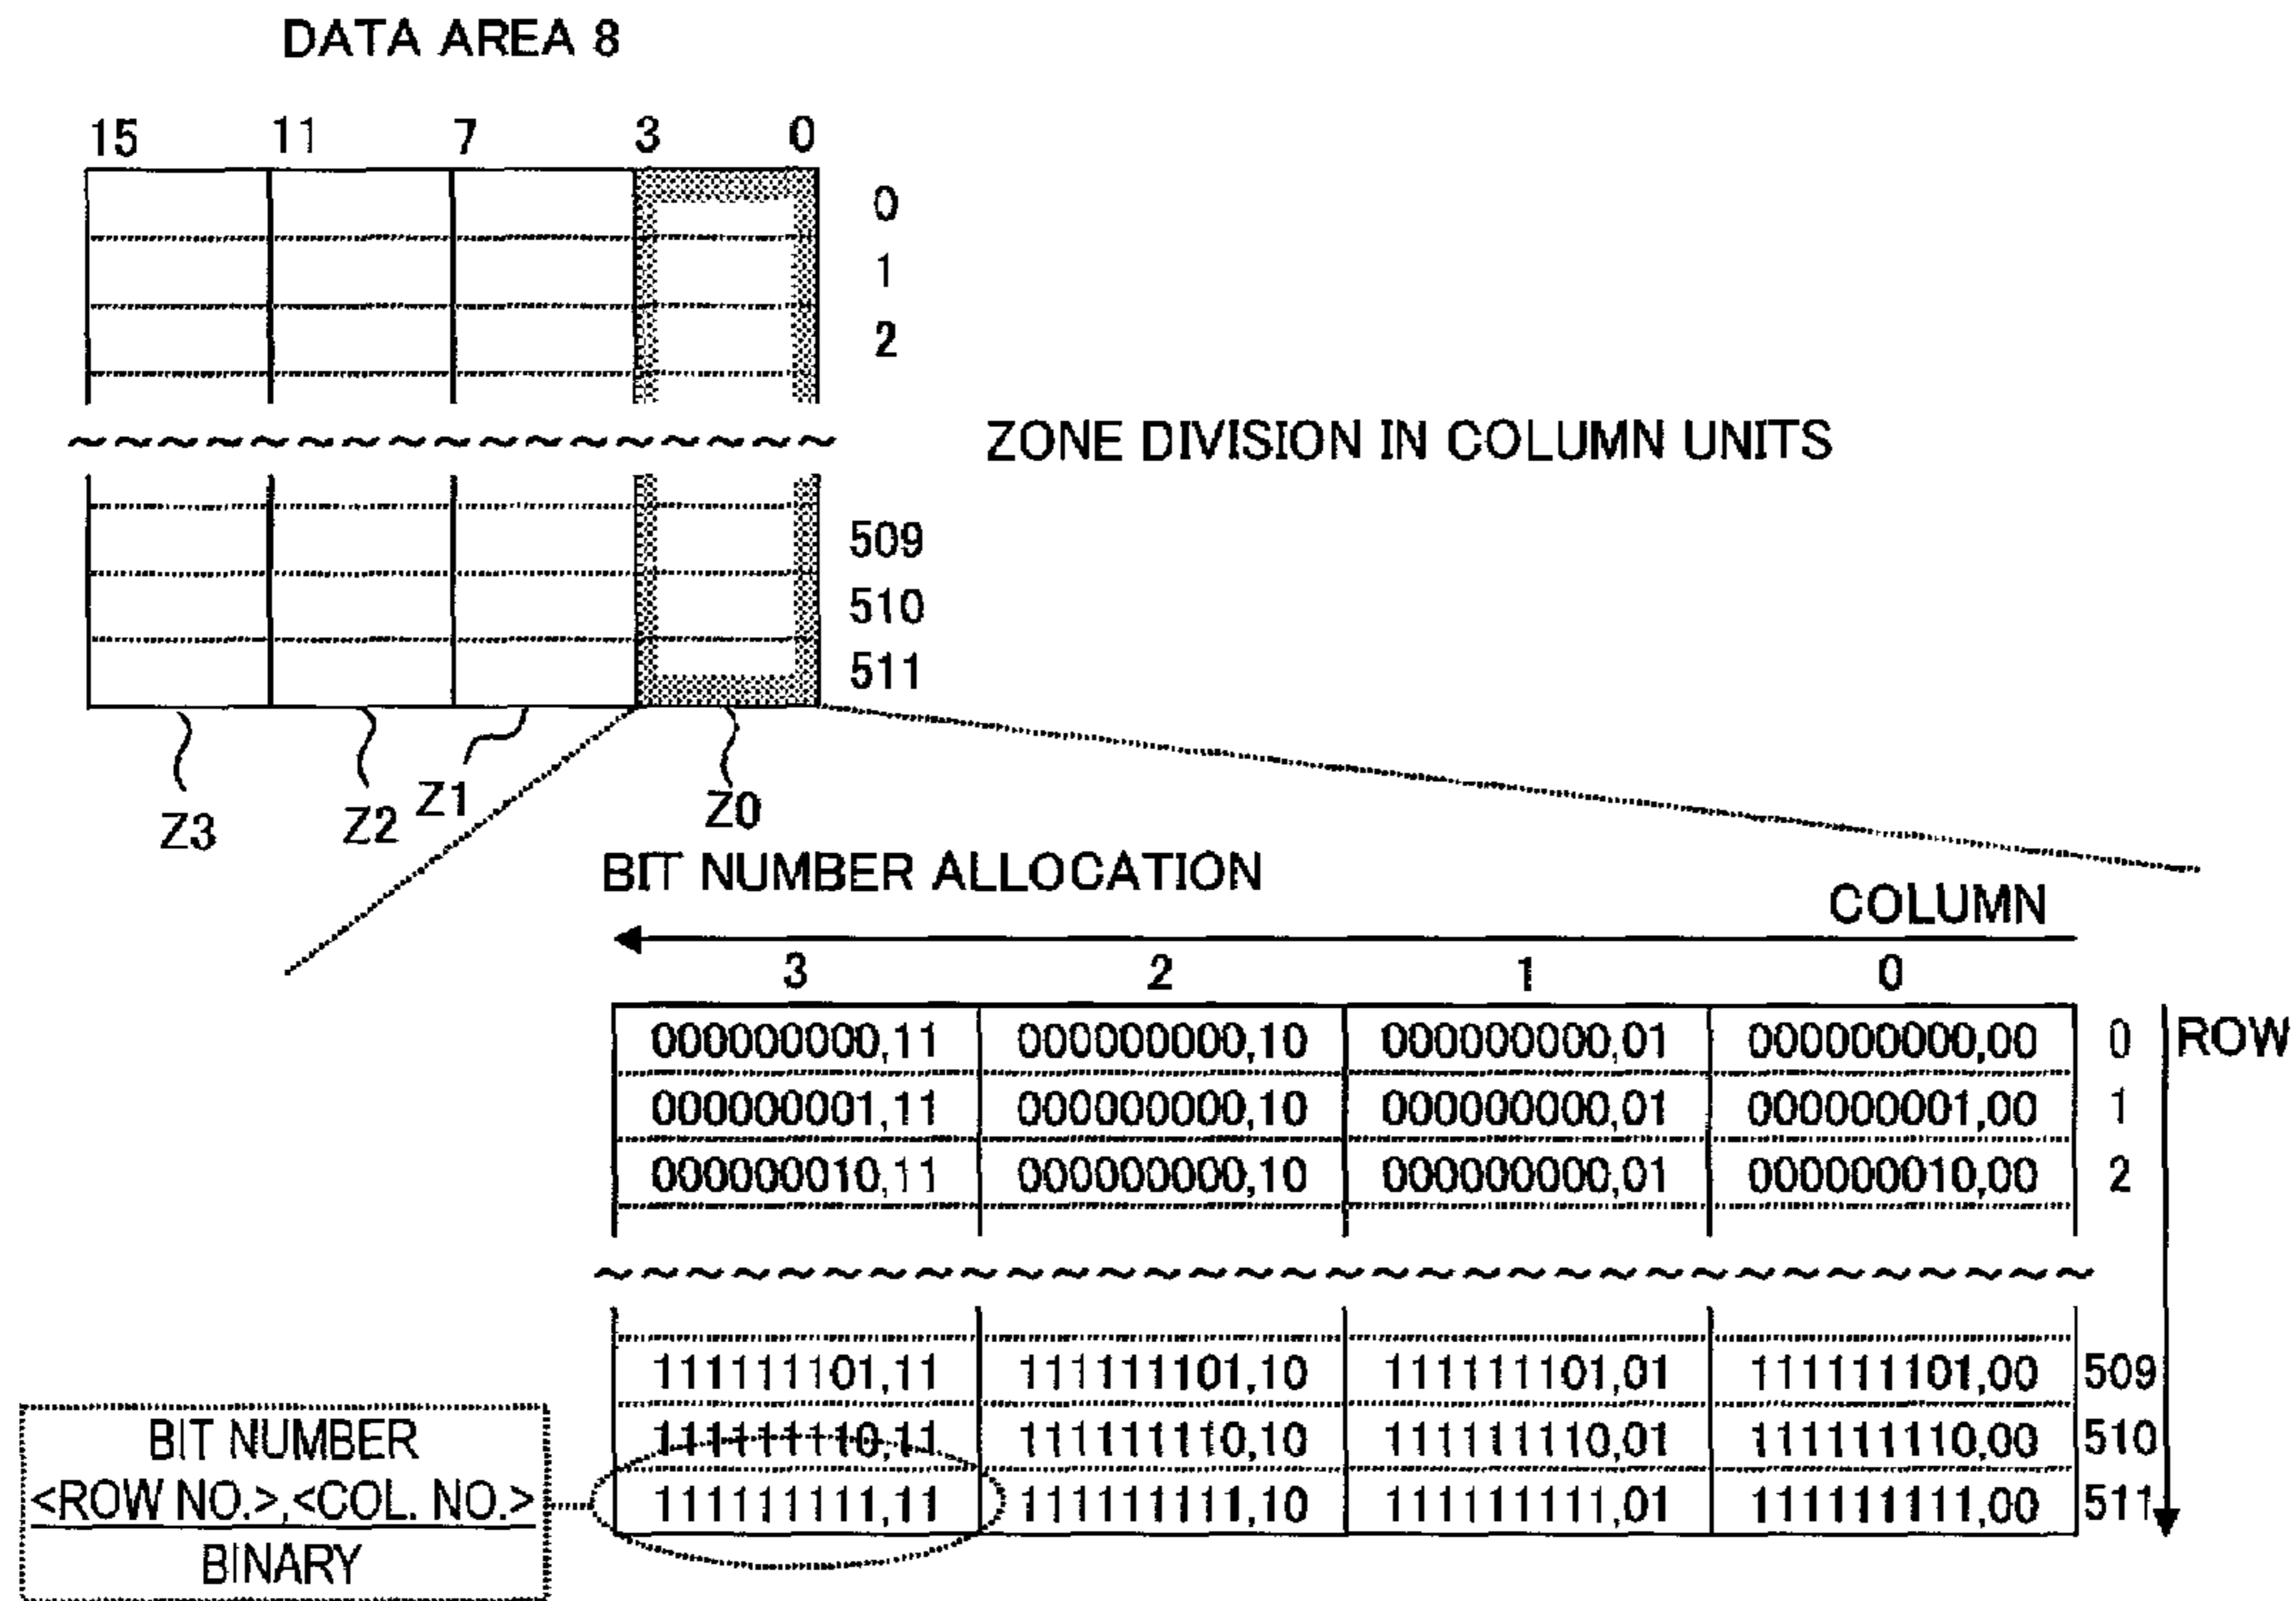 DATA AREA 8
15 11 7 3 0
0
1
2
ZONE DIVISION IN COLUMN UNITS
509
510
511
Z3 Z2 Z1 Z0
BIT NUMBER ALLOCATION
COLUMN
3 2 1 0
000000000,11 000000000,10 000000000,01 000000000,00 0 ROW
000000001,11 000000000,10 000000000,01 000000001,00 1
000000010,11 000000000,10 000000000,01 000000010,00 2
111111101,11 111111101,10 111111101,01 111111101,00 509
111111110,11 111111110,10 111111110,01 111111110,00 510
111111111,11 111111111,10 111111111,01 111111111,00 511
BIT NUMBER
<ROW NO.>,<COL. NO.>
BINARY